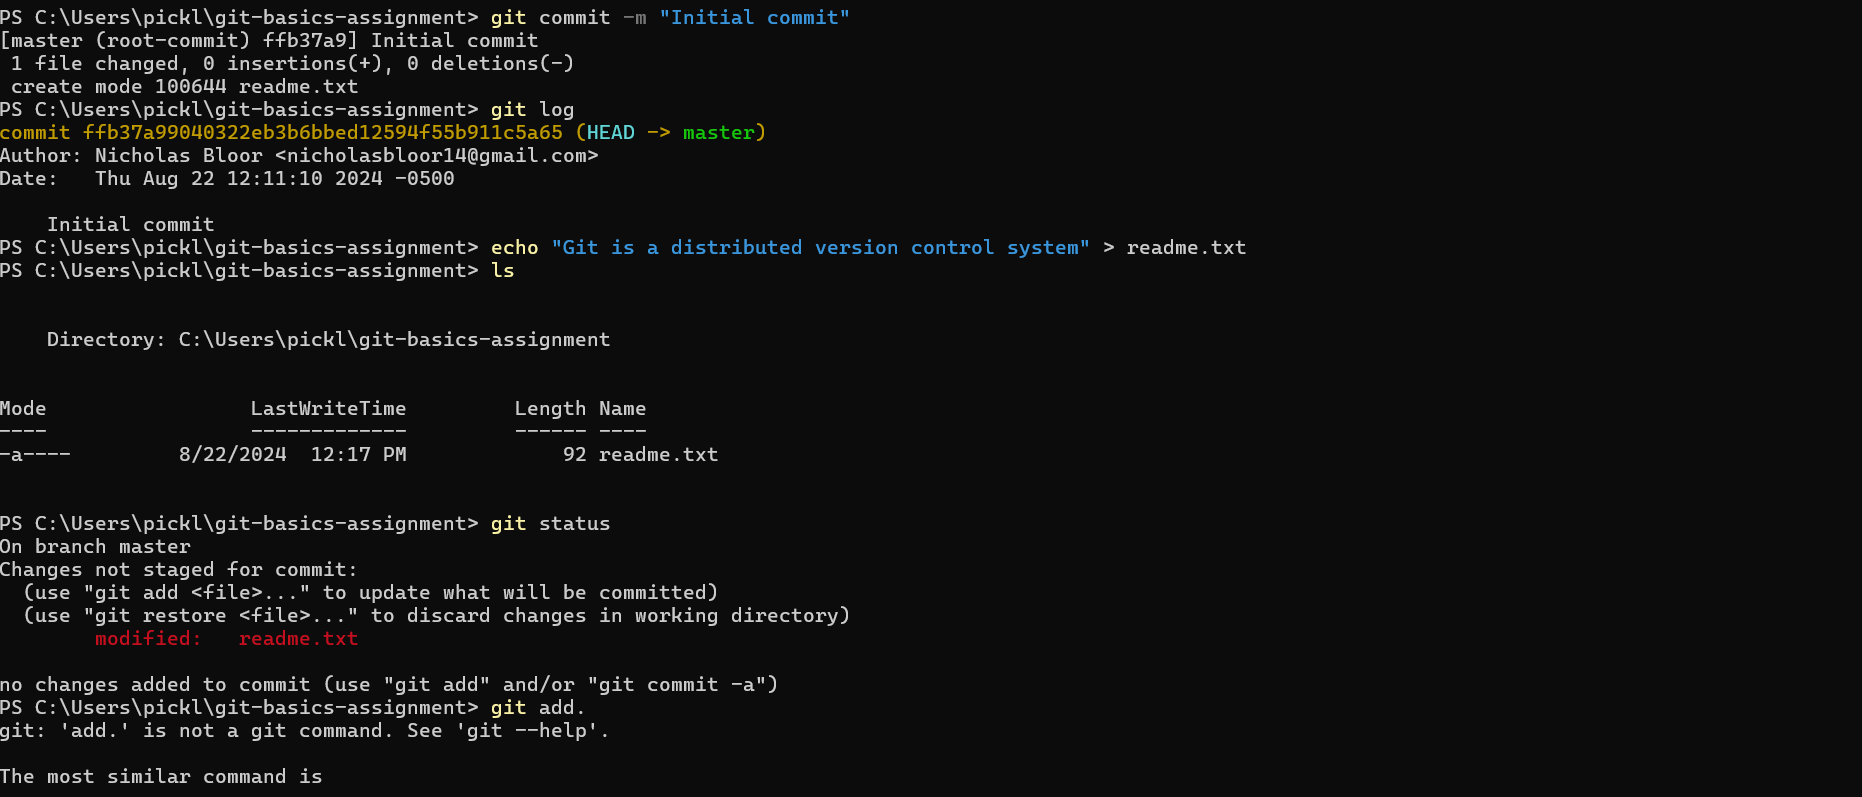 PS C:\Users\pickl\git-basics-assignment> git commit -m "Initial commit"
[master (root-commit) ffb37a9] Initial commit
 1 file changed, 0 insertions(+), 0 deletions(-)
 create mode 100644 readme.txt
PS C:\Users\pickl\git-basics-assignment> git log
commit ffb37a99040322eb3b6bbed12594f55b911c5a65 (HEAD -> master)
Author: Nicholas Bloor <nicholasbloor14@gmail.com>
Date:   Thu Aug 22 12:11:10 2024 -0500

    Initial commit
PS C:\Users\pickl\git-basics-assignment> echo "Git is a distributed version control system" > readme.txt
PS C:\Users\pickl\git-basics-assignment> ls

    Directory: C:\Users\pickl\git-basics-assignment

Mode                 LastWriteTime         Length Name
----                 -------------         ------ ----
-a----         8/22/2024  12:17 PM             92 readme.txt

PS C:\Users\pickl\git-basics-assignment> git status
On branch master
Changes not staged for commit:
  (use "git add <file>..." to update what will be committed)
  (use "git restore <file>..." to discard changes in working directory)
        modified:   readme.txt

no changes added to commit (use "git add" and/or "git commit -a")
PS C:\Users\pickl\git-basics-assignment> git add.
git: 'add.' is not a git command. See 'git --help'.

The most similar command is